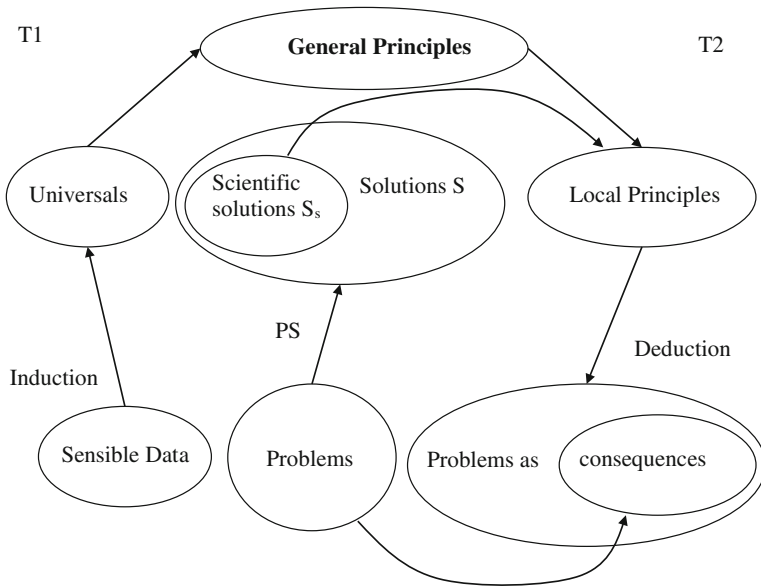 T1
General Principles
T2
Universals
Scientific
solutions Sₛ
Solutions S
Local Principles
PS
Induction
Deduction
Sensible Data
Problems
Problems as
consequences